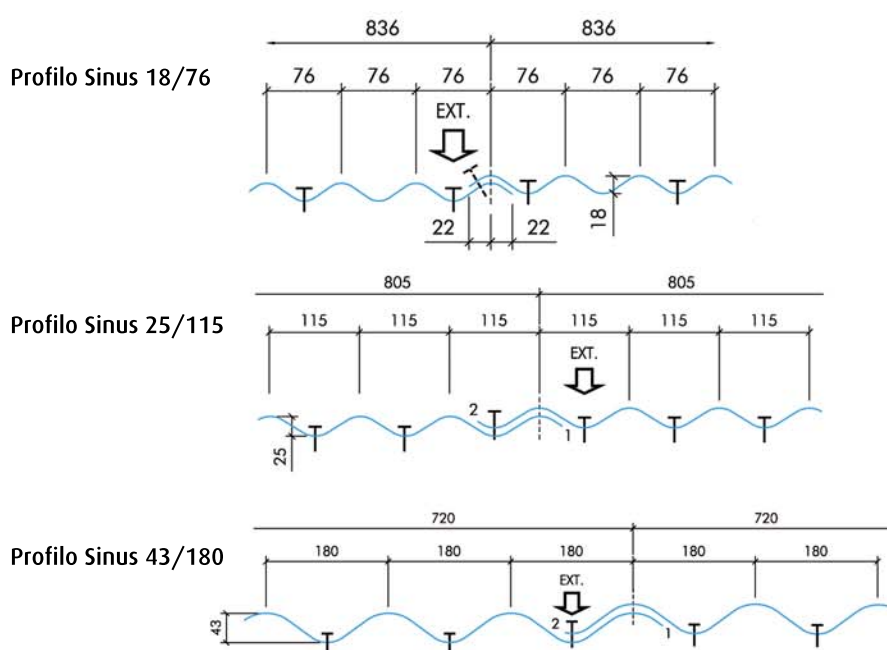 836 836
Profilo Sinus 18/76
76 76 76 76 76 76
EXT.
22 22
18
805 805
Profilo Sinus 25/115
115 115 115 115 115 115
EXT.
2
1
25
720 720
Profilo Sinus 43/180
180 180 180 180 180
EXT.
43
2
1